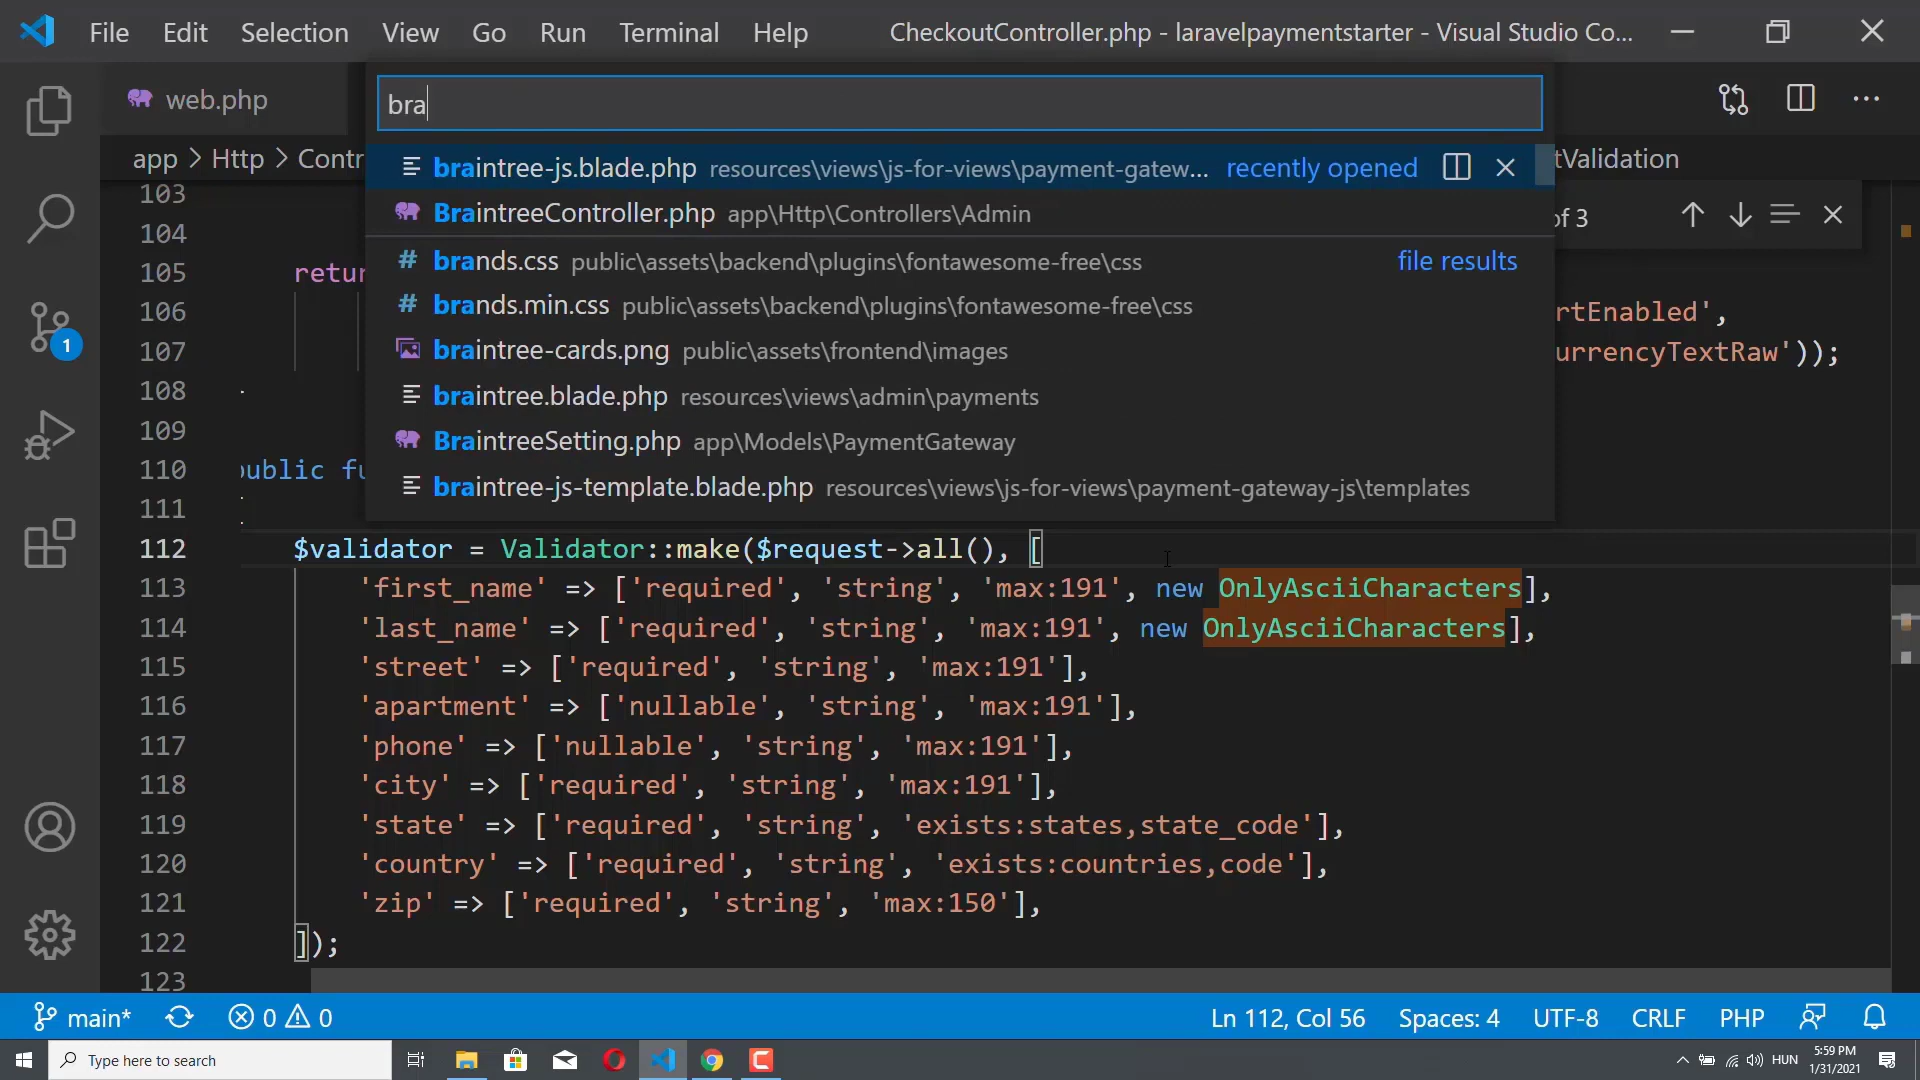 File Edit Selection View Go Run Terminal Help CheckoutController.php - laravelpaymentstarter - Visual Studio Co...
web.php
bra
app > Http > Contr
tValidation
braintree-js.blade.php resources\views\js-for-views\payment-gatew... recently opened
BraintreeController.php app\Http\Controllers\Admin
of 3
brands.css public\assets\backend\plugins\fontawesome-free\css file results
brands.min.css public\assets\backend\plugins\fontawesome-free\css
braintree-cards.png public\assets\frontend\images
braintree.blade.php resources\views\admin\payments
BraintreeSetting.php app\Models\PaymentGateway
braintree-js-template.blade.php resources\views\js-for-views\payment-gateway-js\templates
103
104
105 retur
106 rtEnabled',
107 urrencyTextRaw'));
108
109
110 public fu
111
112 $validator = Validator::make($request->all(), [
113 'first_name' => ['required', 'string', 'max:191', new OnlyAsciiCharacters],
114 'last_name' => ['required', 'string', 'max:191', new OnlyAsciiCharacters],
115 'street' => ['required', 'string', 'max:191'],
116 'apartment' => ['nullable', 'string', 'max:191'],
117 'phone' => ['nullable', 'string', 'max:191'],
118 'city' => ['required', 'string', 'max:191'],
119 'state' => ['required', 'string', 'exists:states,state_code'],
120 'country' => ['required', 'string', 'exists:countries,code'],
121 'zip' => ['required', 'string', 'max:150'],
122 ]);
123
1
main* 0 0 Ln 112, Col 56 Spaces: 4 UTF-8 CRLF PHP
Type here to search
HUN
5:59 PM
1/31/2021